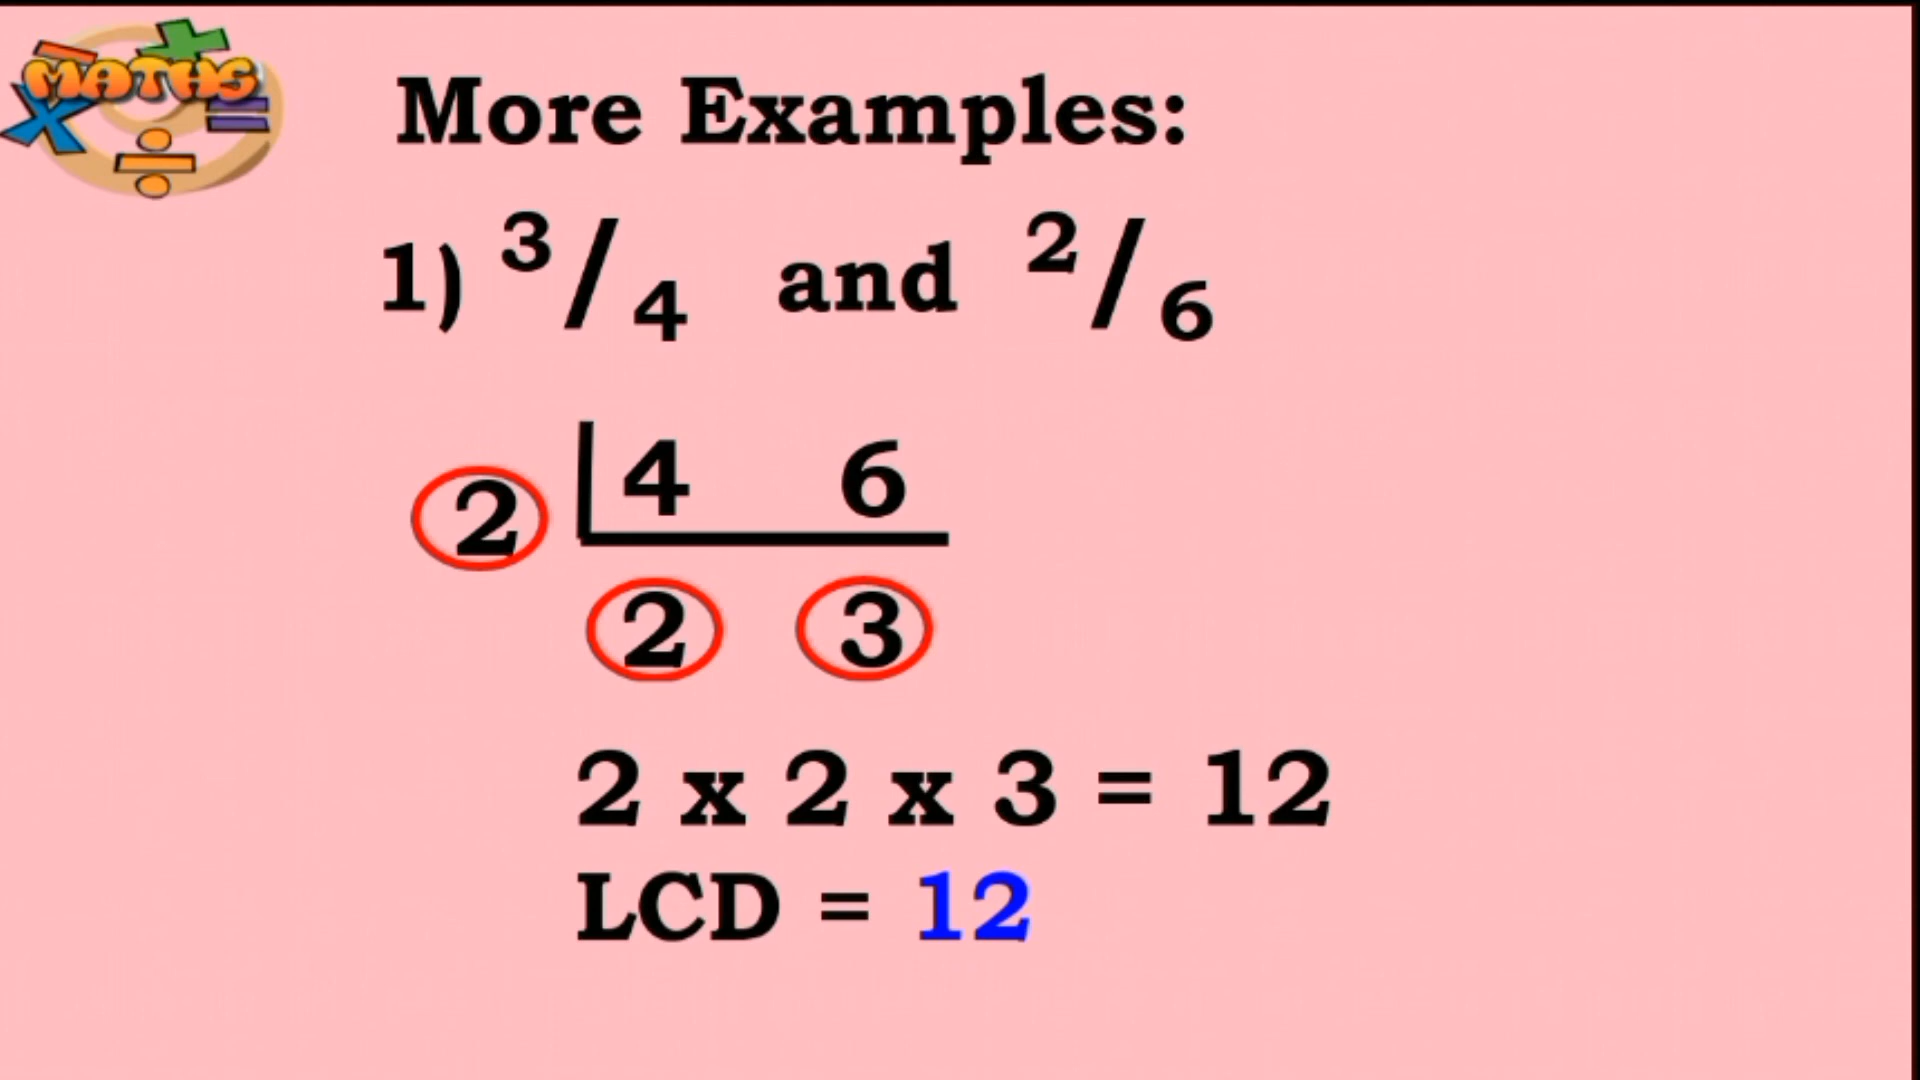 MATHS
More Examples:
1) 3/4 and 2/6
2 4 6
2 3
2 x 2 x 3 = 12
LCD = 12